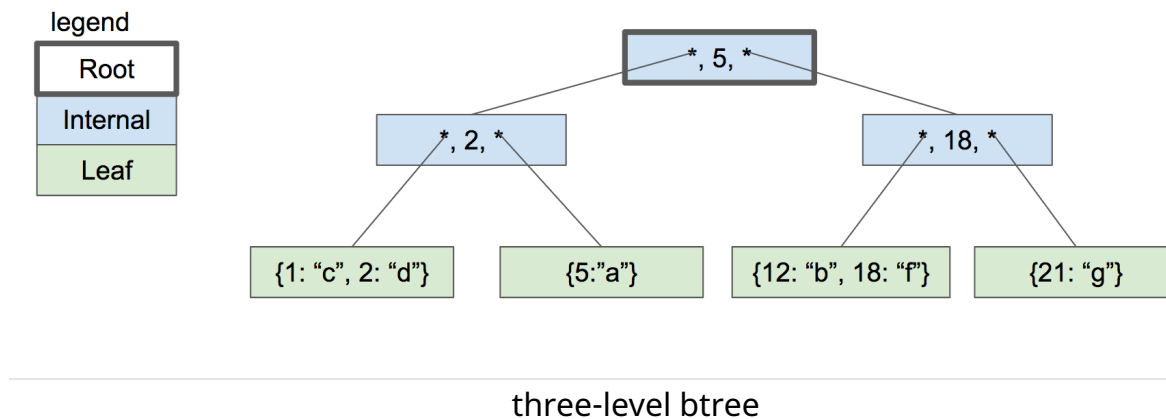 legend
Root
Internal
Leaf
*, 5, *
*, 2, *
*, 18, *
{1: “c”, 2: “d”}
{5:”a”}
{12: “b”, 18: “f”}
{21: “g”}
three-level btree